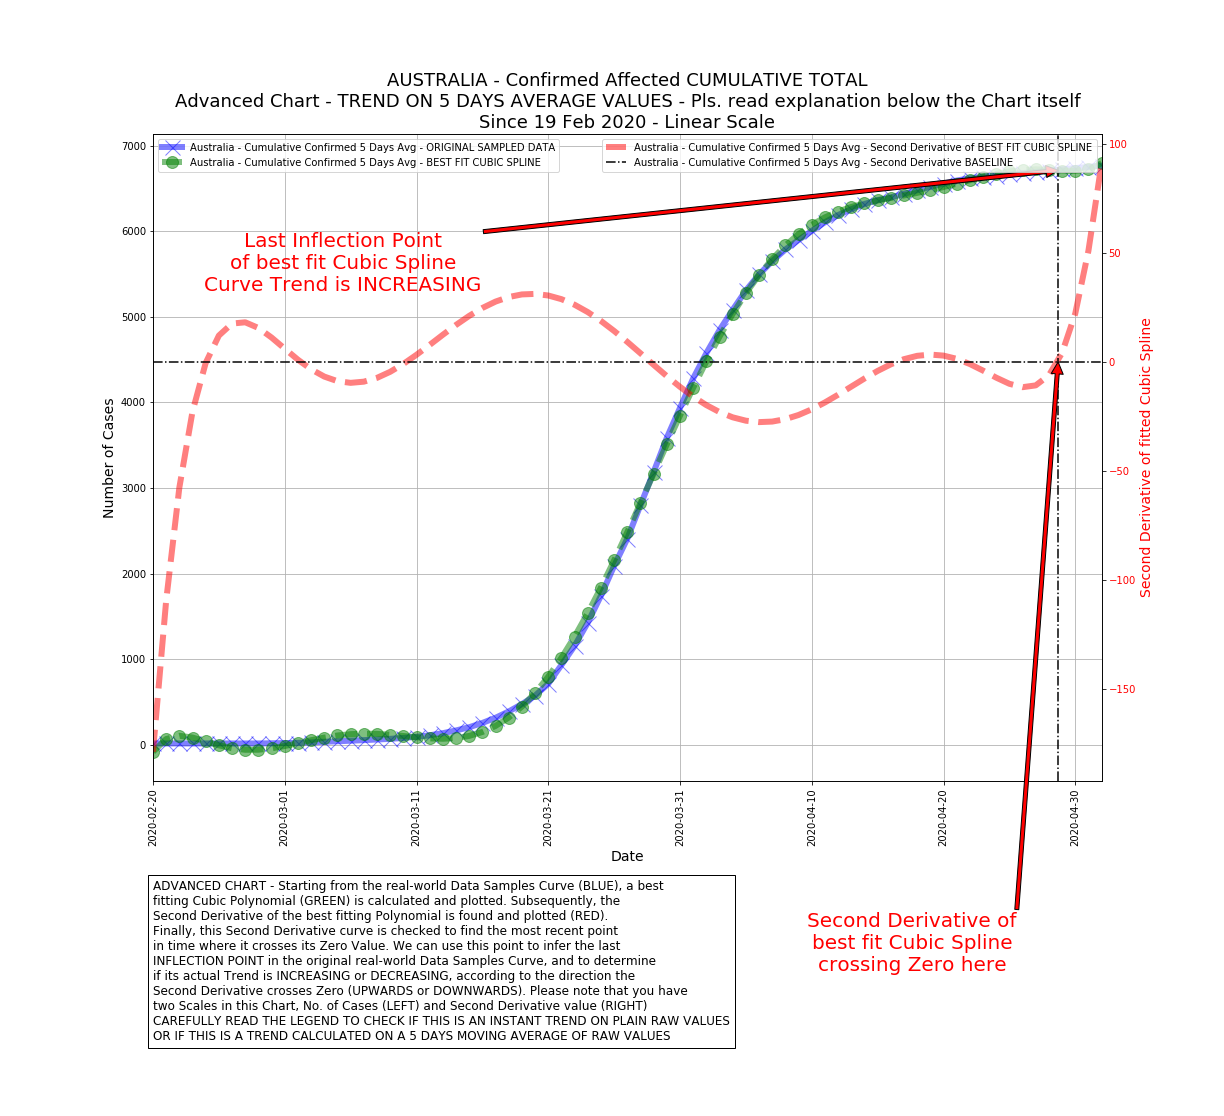 AUSTRALIA - Confirmed Affected CUMULATIVE TOTAL
Advanced Chart - TREND ON 5 DAYS AVERAGE VALUES - Pls. read explanation below the Chart itself
Since 19 Feb 2020 - Linear Scale
Australia - Cumulative Confirmed 5 Days Avg - ORIGINAL SAMPLED DATA
Australia - Cumulative Confirmed 5 Days Avg - BEST FIT CUBIC SPLINE
Australia - Cumulative Confirmed 5 Days Avg - Second Derivative of BEST FIT CUBIC SPLINE
Australia - Cumulative Confirmed 5 Days Avg - Second Derivative BASELINE
Last Inflection Point
of best fit Cubic Spline
Curve Trend is INCREASING
Number of Cases
7000
6000
5000
4000
3000
2000
1000
0
100
50
0
−50
−100
−150
Second Derivative of fitted Cubic Spline
2020-02-20
2020-03-01
2020-03-11
2020-03-21
2020-03-31
2020-04-10
2020-04-20
2020-04-30
Date
Second Derivative of
best fit Cubic Spline
crossing Zero here
ADVANCED CHART - Starting from the real-world Data Samples Curve (BLUE), a best
fitting Cubic Polynomial (GREEN) is calculated and plotted. Subsequently, the
Second Derivative of the best fitting Polynomial is found and plotted (RED).
Finally, this Second Derivative curve is checked to find the most recent point
in time where it crosses its Zero Value. We can use this point to infer the last
INFLECTION POINT in the original real-world Data Samples Curve, and to determine
if its actual Trend is INCREASING or DECREASING, according to the direction the
Second Derivative crosses Zero (UPWARDS or DOWNWARDS). Please note that you have
two Scales in this Chart, No. of Cases (LEFT) and Second Derivative value (RIGHT)
CAREFULLY READ THE LEGEND TO CHECK IF THIS IS AN INSTANT TREND ON PLAIN RAW VALUES
OR IF THIS IS A TREND CALCULATED ON A 5 DAYS MOVING AVERAGE OF RAW VALUES